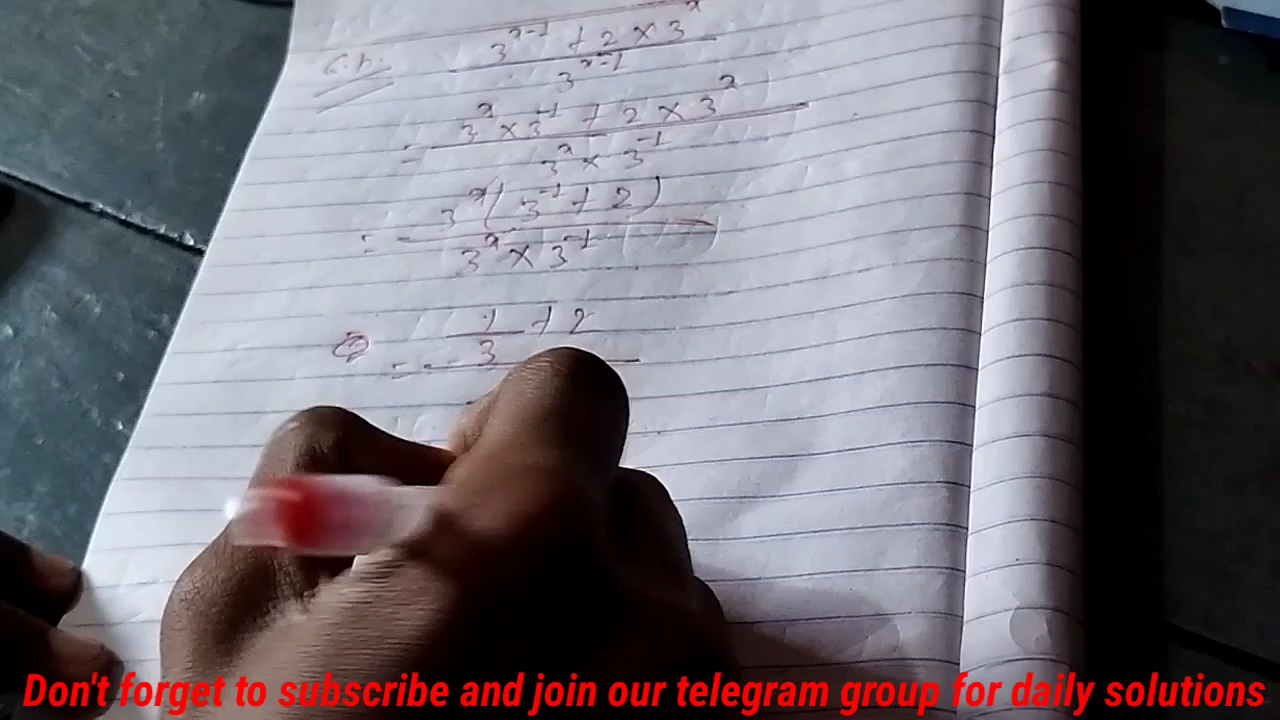 3^{x-1} + 2 × 3^x
3^{x-1}
= 3^x × 3^{-1} + 2 × 3^x
3^x × 3^{-1}
= 3^x ( 3^{-1} + 2 )
3^x × 3^{-1}
= 1/3 + 2
Don't forget to subscribe and join our telegram group for daily solutions